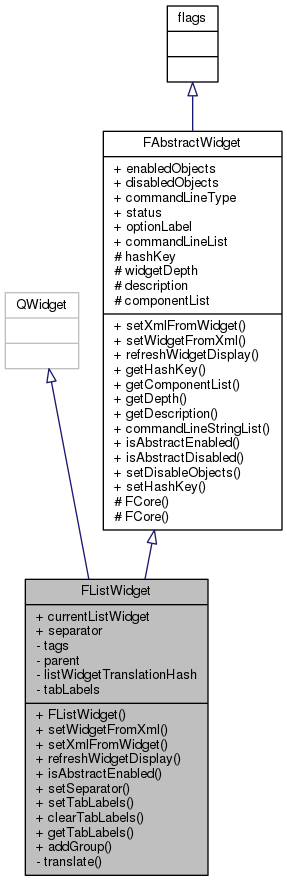 flags
FAbstractWidget
+ enabledObjects
+ disabledObjects
+ commandLineType
+ status
+ optionLabel
+ commandLineList
# hashKey
# widgetDepth
# description
# componentList
+ setXmlFromWidget()
+ setWidgetFromXml()
+ refreshWidgetDisplay()
+ getHashKey()
+ getComponentList()
+ getDepth()
+ getDescription()
+ commandLineStringList()
+ isAbstractEnabled()
+ isAbstractDisabled()
+ setDisableObjects()
+ setHashKey()
# FCore()
# FCore()
QWidget
FListWidget
+ currentListWidget
+ separator
- tags
- parent
- listWidgetTranslationHash
- tabLabels
+ FListWidget()
+ setWidgetFromXml()
+ setXmlFromWidget()
+ refreshWidgetDisplay()
+ isAbstractEnabled()
+ setSeparator()
+ setTabLabels()
+ clearTabLabels()
+ getTabLabels()
+ addGroup()
- translate()